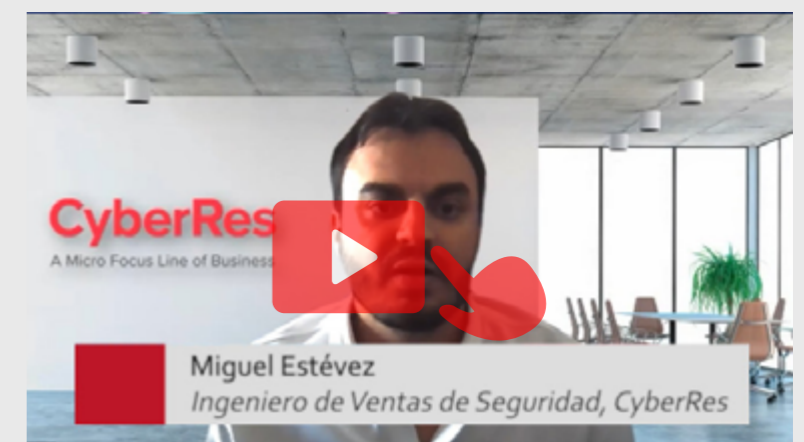 CyberRes
A Micro Focus Line of Business
Miguel Estévez
Ingeniero de Ventas de Seguridad, CyberRes